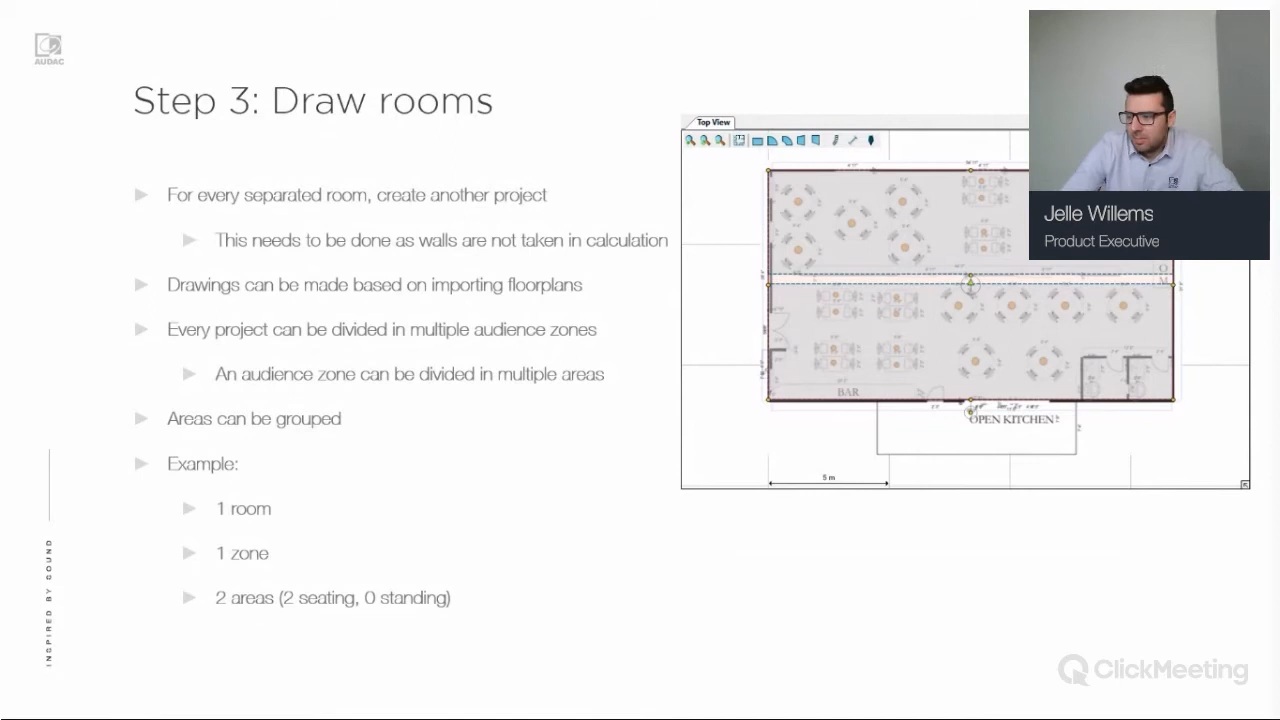 AUDAC
Step 3: Draw rooms
For every separated room, create another project
This needs to be done as walls are not taken in calculation
Drawings can be made based on importing floorplans
Every project can be divided in multiple audience zones
An audience zone can be divided in multiple areas
Areas can be grouped
Example:
1 room
1 zone
2 areas (2 seating, 0 standing)
INSPIRED BY SOUND
Top View
BAR
OPEN KITCHEN
5 m
Jelle Willems
Product Executive
ClickMeeting